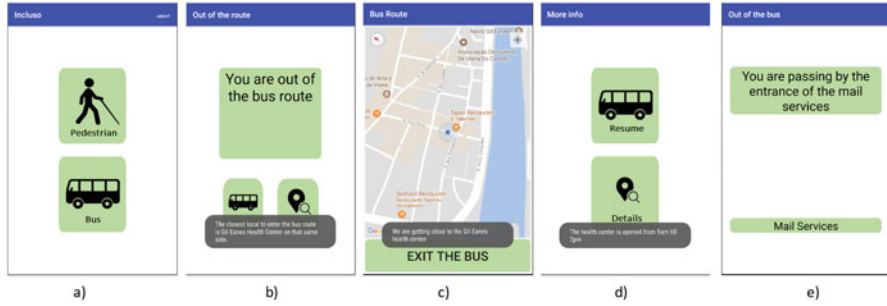 Incluso
ABOUT
Pedestrian
Bus
a)
Out of the route
You are out of
the bus route
The closest local to enter the bus route
is Gil Eanes Health Center on that same
side.
b)
Bus Route
Tapas Restaurant
Seafood Restaurant
We are getting close to the Gil Eanes
health center
EXIT THE BUS
c)
More info
Resume
Details
The health center is opened from 9am till
7pm
d)
Out of the bus
You are passing by the
entrance of the mail
services
Mail Services
e)